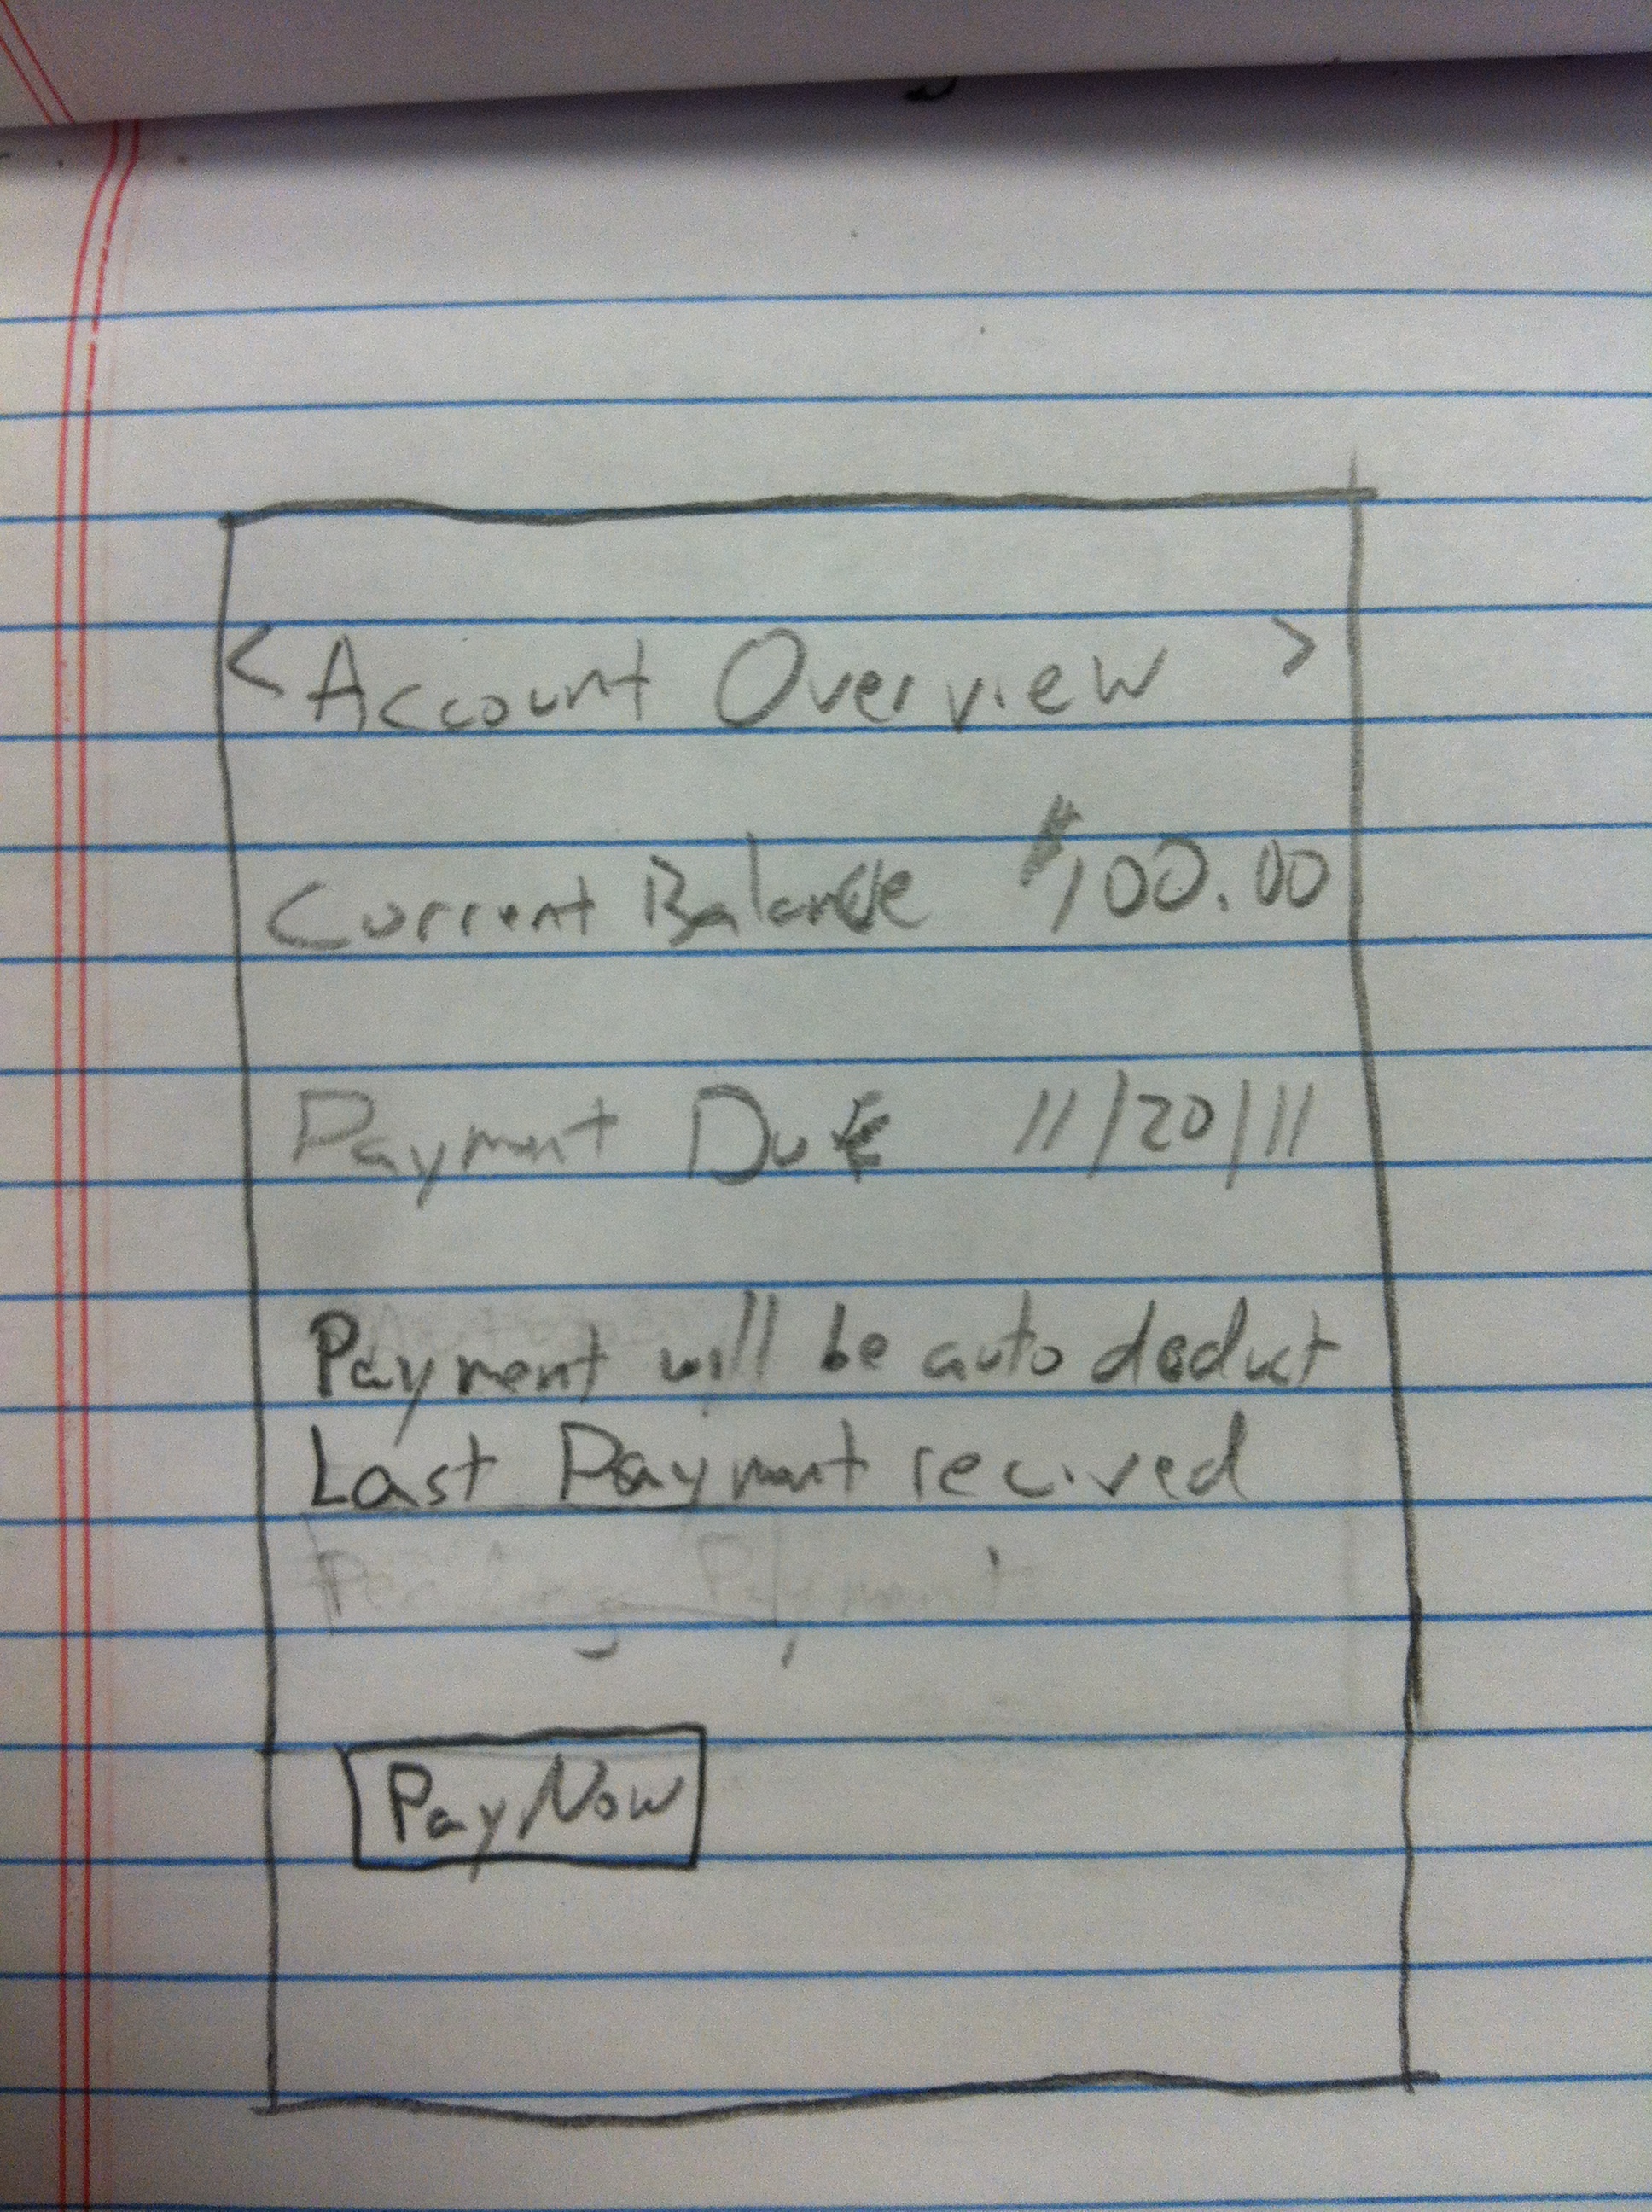 < Account Overview >
Current Balance $100.00
Payment Due 11/20/11
Payment will be auto deduct
Last Payment recived
Payment
Pay Now